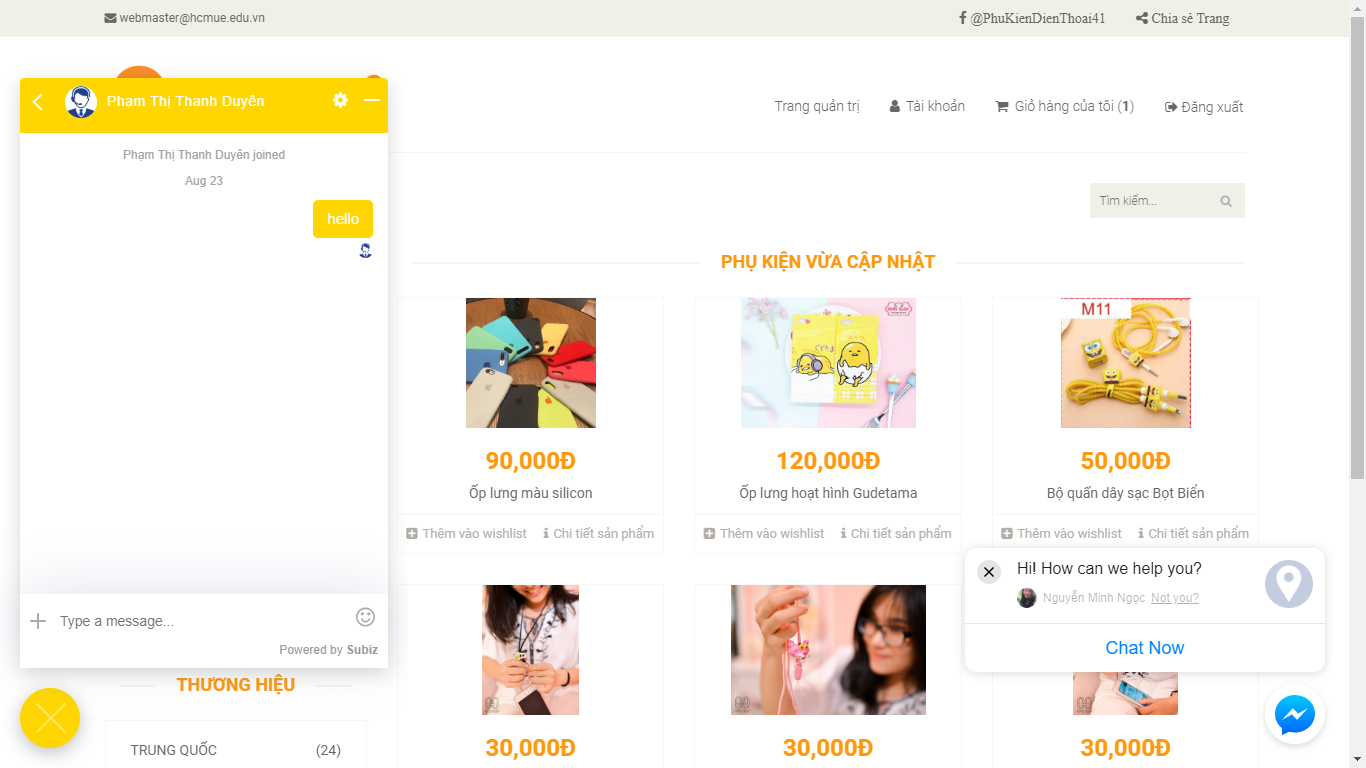 webmaster@hcmue.edu.vn
@PhuKienDienThoai41
Chia sẻ Trang
Trang quản trị
Tài khoản
Giỏ hàng của tôi (1)
Đăng xuất
Phạm Thị Thanh Duyên
Phạm Thị Thanh Duyên joined
Aug 23
hello
Type a message...
Powered by Subiz
Tìm kiếm...
PHỤ KIỆN VỪA CẬP NHẬT
M11
90,000Đ
120,000Đ
50,000Đ
Ốp lưng màu silicon
Ốp lưng hoạt hình Gudetama
Bộ quấn dây sạc Bọt Biển
Thêm vào wishlist
Chi tiết sản phẩm
Thêm vào wishlist
Chi tiết sản phẩm
Thêm vào wishlist
Chi tiết sản phẩm
Hi! How can we help you?
Nguyễn Minh Ngọc Not you?
Chat Now
THƯƠNG HIỆU
TRUNG QUỐC (24)
30,000Đ
30,000Đ
30,000Đ